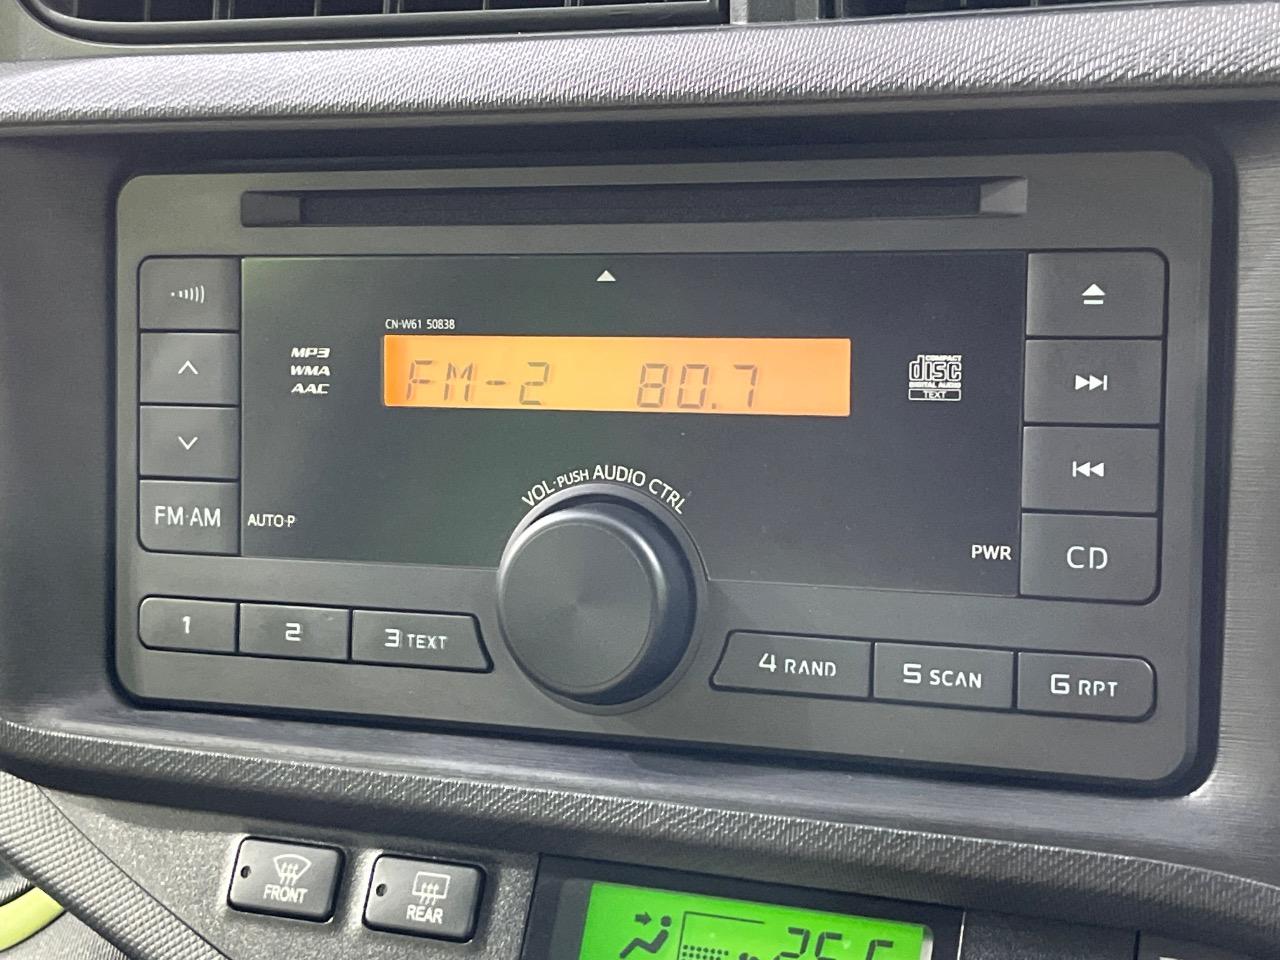 CN-W61 50838
MP3
WMA
AAC
FM-2 80.7
COMPACT
disc
DIGITAL AUDIO
TEXT
VOL·PUSH AUDIO CTRL
FM·AM
AUTO·P
PWR
CD
1
2
3 TEXT
4 RAND
5 SCAN
6 RPT
FRONT
REAR